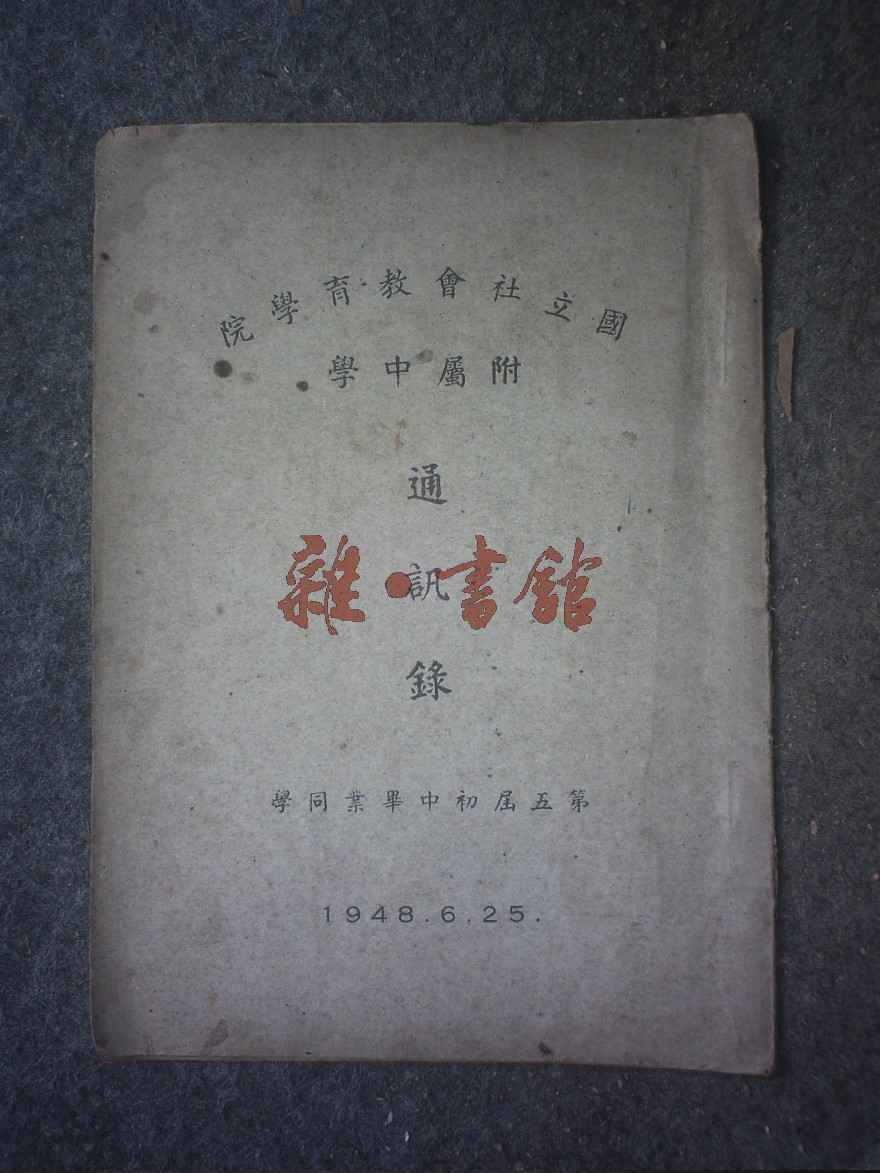 國立社會教育學院
附屬中學
通訊錄
雜·書館
第五屆初中畢業同學
1948.6.25.